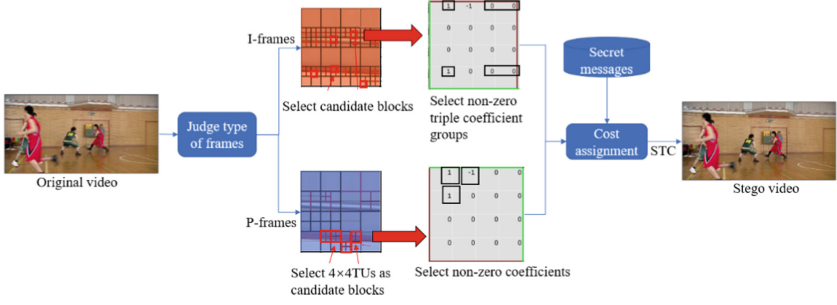 I-frames
1 -1 0 0
0 0 0 0
0 0 0 0
1 0 0 0
Secret
messages
Select candidate blocks
Select non-zero
triple coefficient
groups
Judge type
of frames
Cost
assignment
STC
Original video
Stego video
P-frames
1 -1 0 0
1 0 0 0
0 0 0 0
0 0 0 0
Select 4×4TUs as
candidate blocks
Select non-zero coefficients